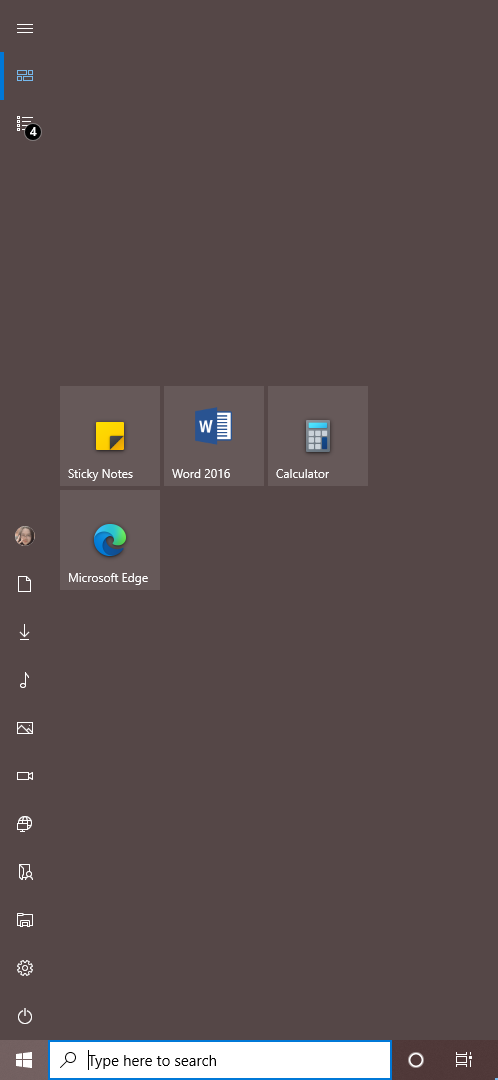 4
Sticky Notes
Word 2016
Calculator
Microsoft Edge
Type here to search